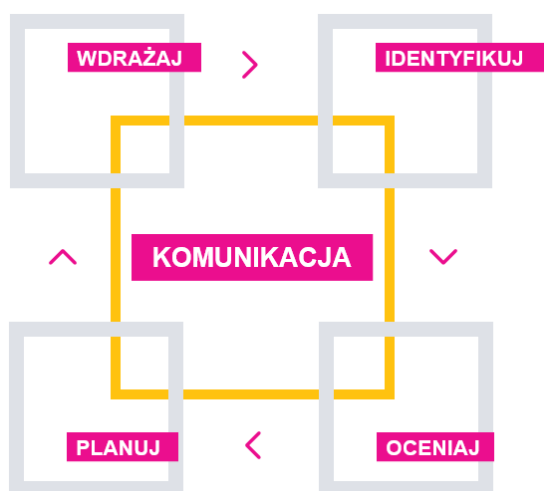 WDRAŻAJ
IDENTYFIKUJ
KOMUNIKACJA
PLANUJ
OCENIAJ